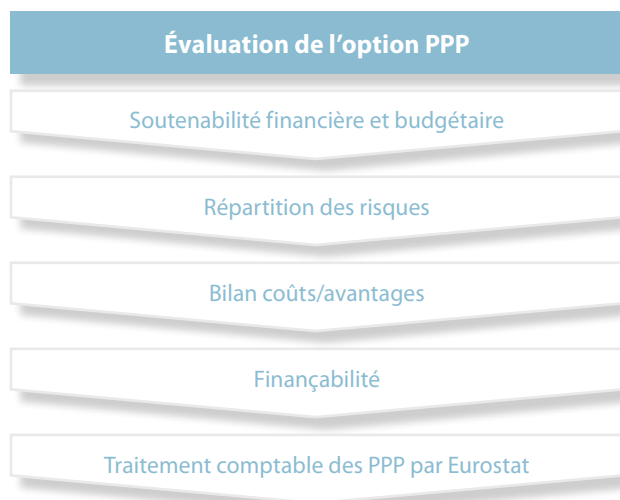 Évaluation de l’option PPP
Soutenabilité financière et budgétaire
Répartition des risques
Bilan coûts/avantages
Finançabilité
Traitement comptable des PPP par Eurostat